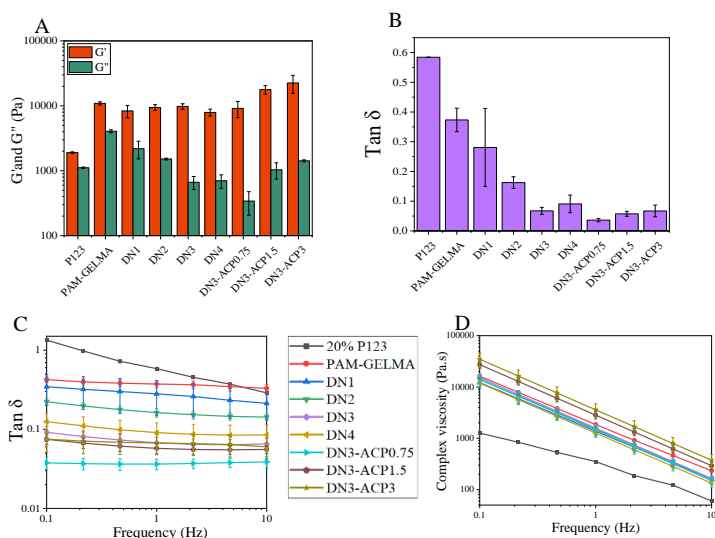 A
G'and G'' (Pa)
100000
10000
1000
100
G'
G''
P123
PAM-GELMA
DN1
DN2
DN3
DN4
DN3-ACP0.75
DN3-ACP1.5
DN3-ACP3
B
Tan δ
0.6
0.5
0.4
0.3
0.2
0.1
0.0
P123
PAM-GELMA
DN1
DN2
DN3
DN4
DN3-ACP0.75
DN3-ACP1.5
DN3-ACP3
C
Tan δ
1
0.1
0.01
0.1
1
10
Frequency (Hz)
20% P123
PAM-GELMA
DN1
DN2
DN3
DN4
DN3-ACP0.75
DN3-ACP1.5
DN3-ACP3
D
Complex viscosity (Pa.s)
100000
10000
1000
100
0.1
1
10
Frequency (Hz)